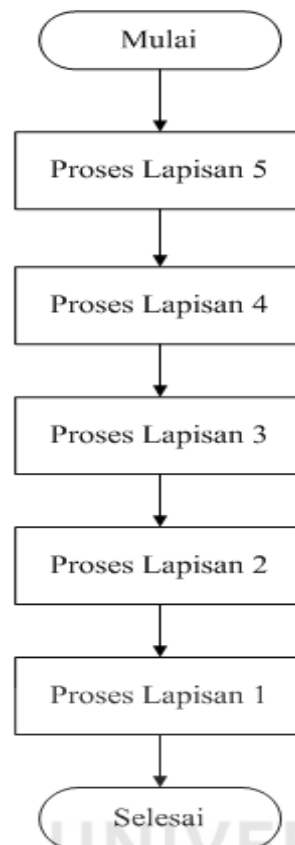 Mulai
Proses Lapisan 5
Proses Lapisan 4
Proses Lapisan 3
Proses Lapisan 2
Proses Lapisan 1
Selesai